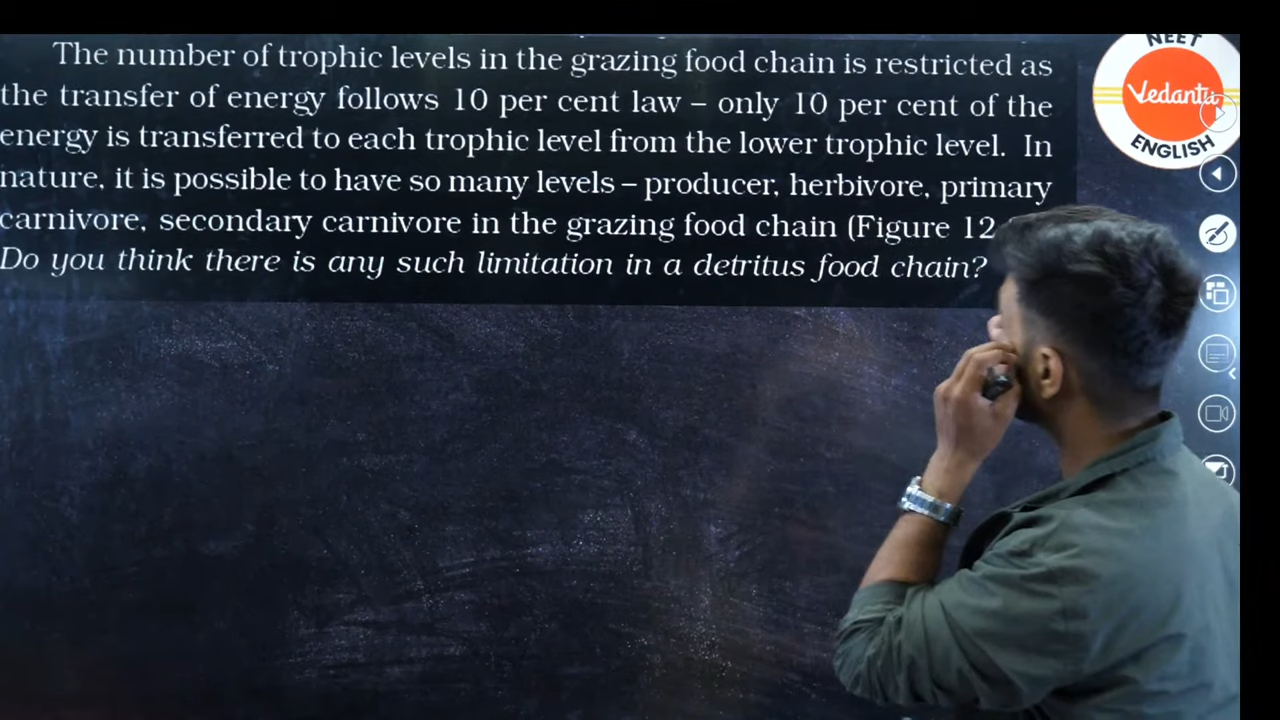 The number of trophic levels in the grazing food chain is restricted as
the transfer of energy follows 10 per cent law – only 10 per cent of the
energy is transferred to each trophic level from the lower trophic level. In
nature, it is possible to have so many levels – producer, herbivore, primary
carnivore, secondary carnivore in the grazing food chain (Figure 12
Do you think there is any such limitation in a detritus food chain?
NEET
Vedantu
ENGLISH